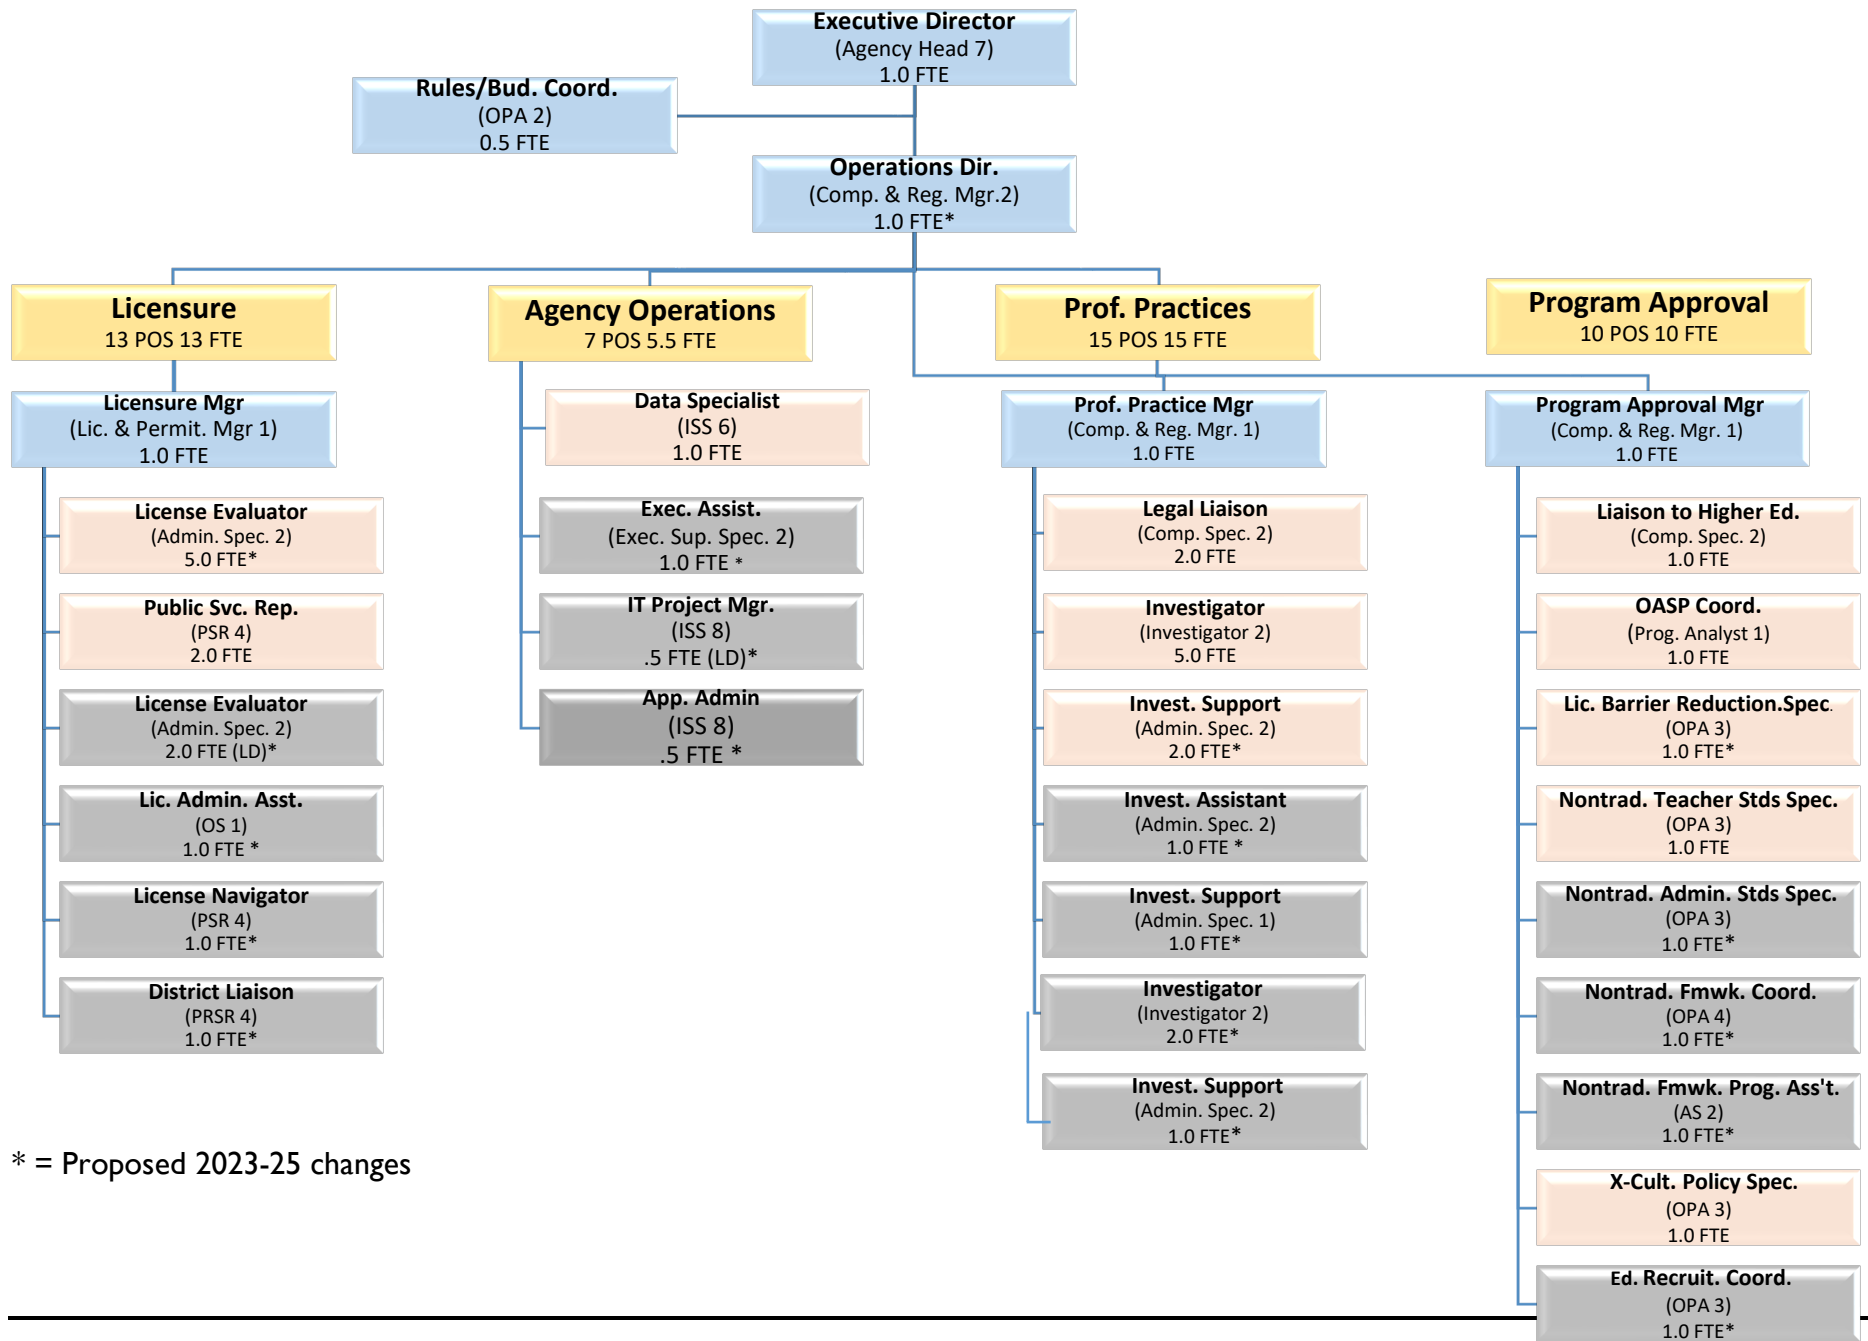 Executive Director
(Agency Head 7)
1.0 FTE
Rules/Bud. Coord.
(OPA 2)
0.5 FTE
Operations Dir.
(Comp. & Reg. Mgr.2)
1.0 FTE*
Licensure
13 POS 13 FTE
Agency Operations
7 POS 5.5 FTE
Prof. Practices
15 POS 15 FTE
Program Approval
10 POS 10 FTE
Licensure Mgr
(Lic. & Permit. Mgr 1)
1.0 FTE
License Evaluator
(Admin. Spec. 2)
5.0 FTE*
Public Svc. Rep.
(PSR 4)
2.0 FTE
License Evaluator
(Admin. Spec. 2)
2.0 FTE (LD)*
Lic. Admin. Asst.
(OS 1)
1.0 FTE *
License Navigator
(PSR 4)
1.0 FTE*
District Liaison
(PRSR 4)
1.0 FTE*
Data Specialist
(ISS 6)
1.0 FTE
Exec. Assist.
(Exec. Sup. Spec. 2)
1.0 FTE *
IT Project Mgr.
(ISS 8)
.5 FTE (LD)*
App. Admin
(ISS 8)
.5 FTE *
Prof. Practice Mgr
(Comp. & Reg. Mgr. 1)
1.0 FTE
Legal Liaison
(Comp. Spec. 2)
2.0 FTE
Investigator
(Investigator 2)
5.0 FTE
Invest. Support
(Admin. Spec. 2)
2.0 FTE*
Invest. Assistant
(Admin. Spec. 2)
1.0 FTE *
Invest. Support
(Admin. Spec. 1)
1.0 FTE*
Investigator
(Investigator 2)
2.0 FTE*
Invest. Support
(Admin. Spec. 2)
1.0 FTE*
Program Approval Mgr
(Comp. & Reg. Mgr. 1)
1.0 FTE
Liaison to Higher Ed.
(Comp. Spec. 2)
1.0 FTE
OASP Coord.
(Prog. Analyst 1)
1.0 FTE
Lic. Barrier Reduction.Spec.
(OPA 3)
1.0 FTE*
Nontrad. Teacher Stds Spec.
(OPA 3)
1.0 FTE
Nontrad. Admin. Stds Spec.
(OPA 3)
1.0 FTE*
Nontrad. Fmwk. Coord.
(OPA 4)
1.0 FTE*
Nontrad. Fmwk. Prog. Ass't.
(AS 2)
1.0 FTE*
X-Cult. Policy Spec.
(OPA 3)
1.0 FTE
Ed. Recruit. Coord.
(OPA 3)
1.0 FTE*
* = Proposed 2023-25 changes